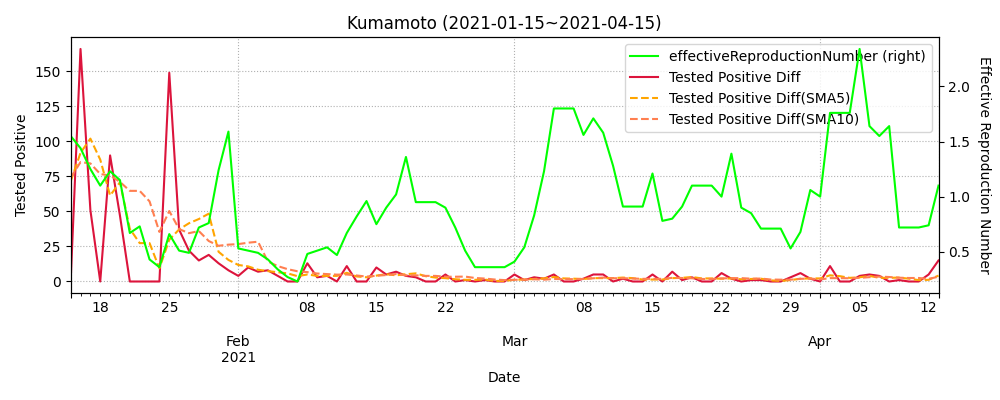 Kumamoto (2021-01-15~2021-04-15)
effectiveReproductionNumber (right)
Tested Positive Diff
Tested Positive Diff(SMA5)
Tested Positive Diff(SMA10)
Tested Positive
150
125
100
75
50
25
0
Effective Reproduction Number
2.0
1.5
1.0
0.5
18 25 08 15 22 08 15 22 29 05 12
Feb Mar Apr
2021
Date